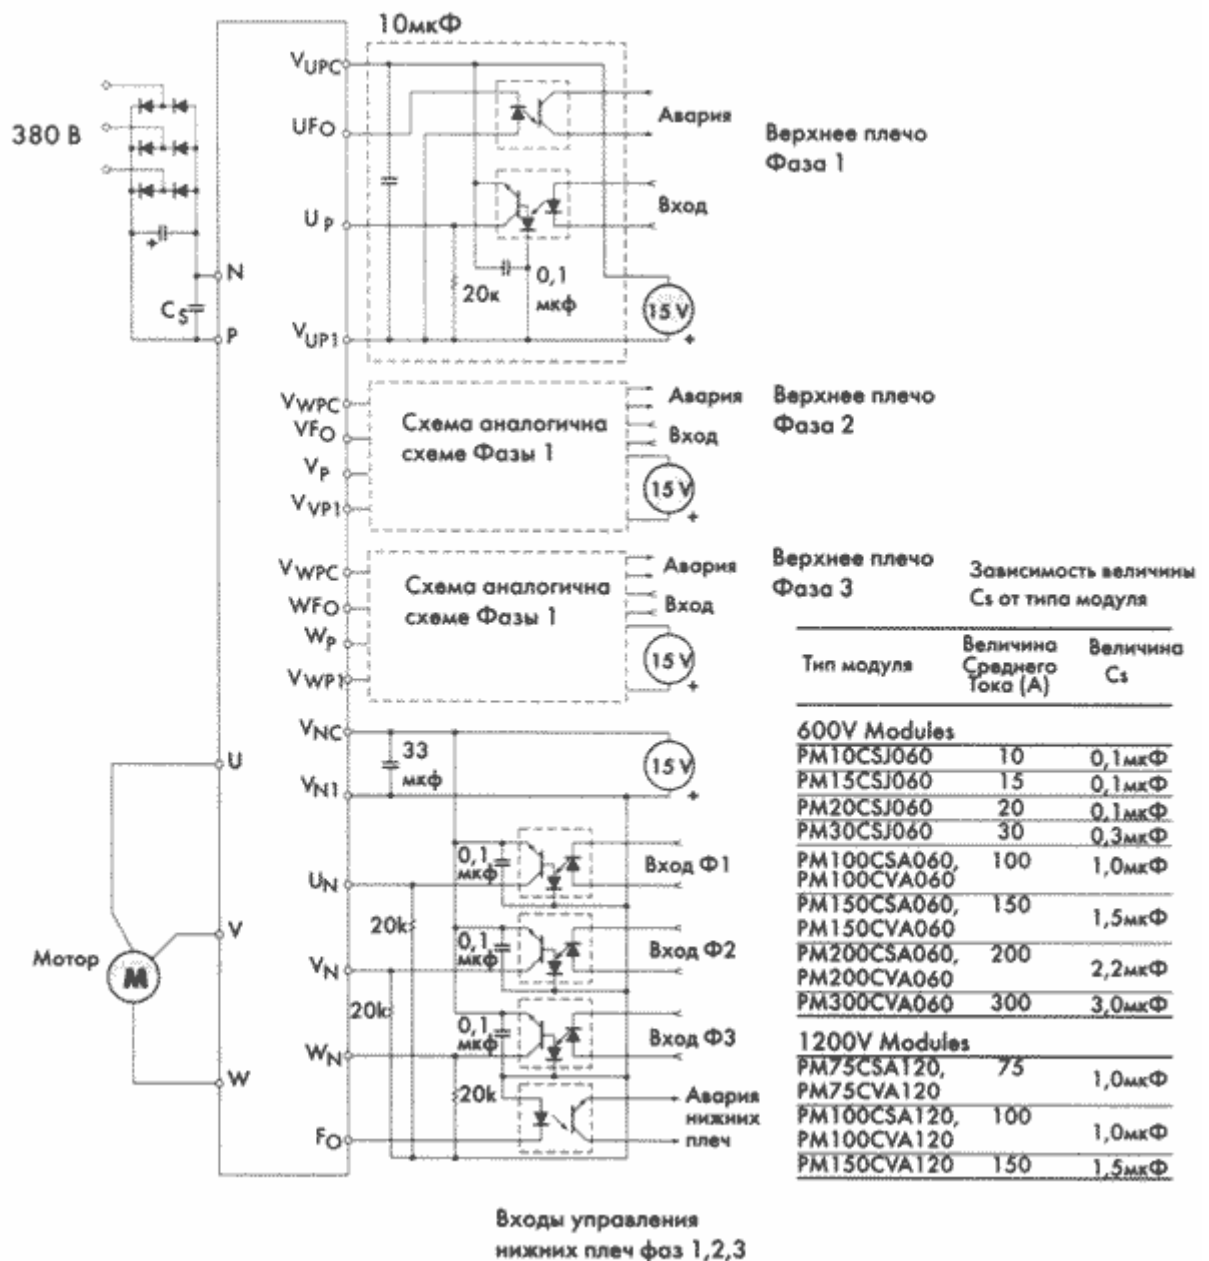 10мкФ
VUPC
UFO
Авария
380 В
Верхнее плечо
Фаза 1
Вход
UP
N
0,1
мкф
20к
CS
15 V
P
VUP1
+
+
VWPC
Авария
Верхнее плечо
Фаза 2
VFO
Схема аналогична
схеме Фазы 1
Вход
VP
15 V
VVP1
+
VWPC
Авария
Верхнее плечо
Фаза 3
WFO
Схема аналогична
схеме Фазы 1
Вход
WP
15 V
VWP1
+
Зависимость величины
Cs от типа модуля
Тип модуля Величина Среднего Тока (А) Величина Cs
600V Modules
PM10CSJ060 10 0,1мкФ
PM15CSJ060 15 0,1мкФ
PM20CSJ060 20 0,1мкФ
PM30CSJ060 30 0,3мкФ
PM100CSA060, 100 1,0мкФ
PM100CVA060
PM150CSA060, 150 1,5мкФ
PM150CVA060
PM200CSA060, 200 2,2мкФ
PM200CVA060
PM300CVA060 300 3,0мкФ
1200V Modules
PM75CSA120, 75 1,0мкФ
PM75CVA120
PM100CSA120, 100 1,0мкФ
PM100CVA120
PM150CVA120 150 1,5мкФ
VNC
33
мкф
15 V
VN1
+
U
0,1
мкф
Вход Ф1
UN
20k
V
0,1
мкф
Вход Ф2
Мотор
M
VN
20k
0,1
мкф
Вход Ф3
WN
W
20k
Авария
нижних
плеч
FO
Входы управления
нижних плеч фаз 1,2,3